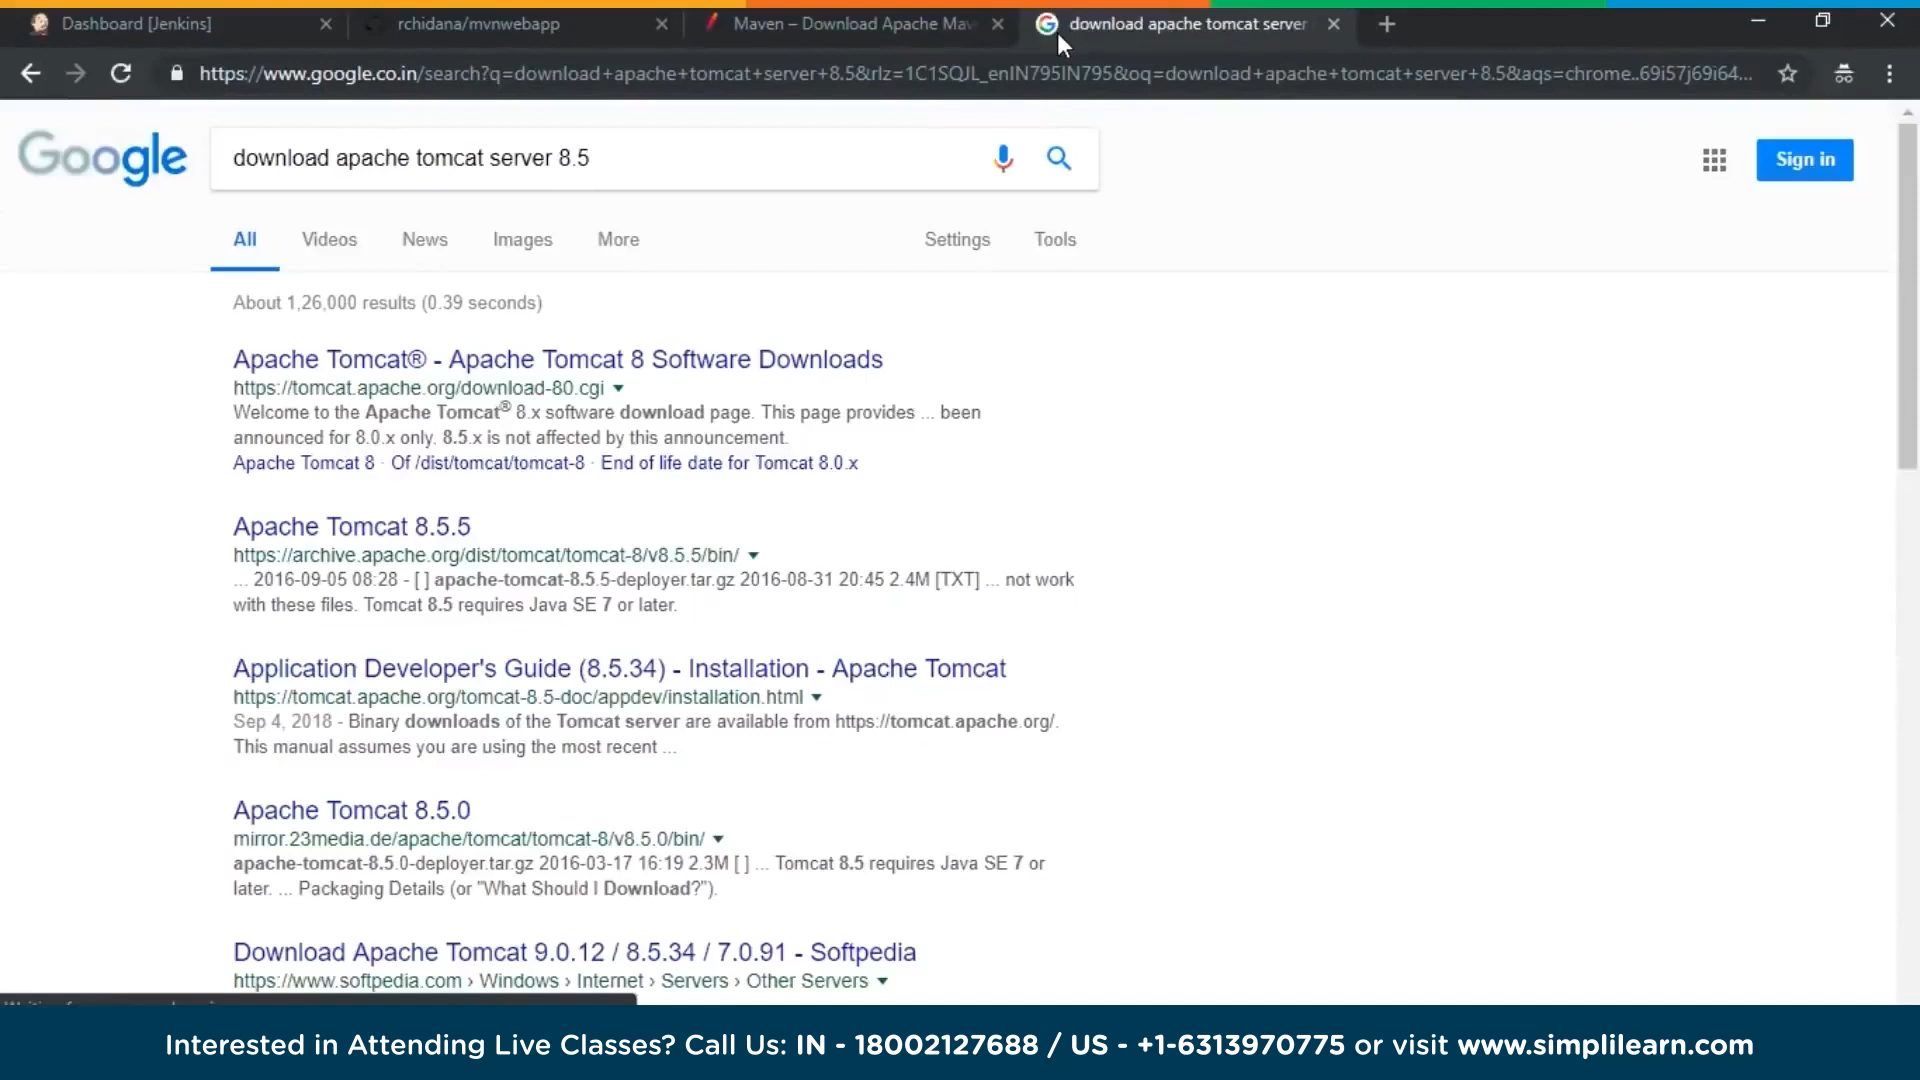 Dashboard [Jenkins]
rchidana/mvnwebapp
Maven – Download Apache Mav
download apache tomcat server
https://www.google.co.in/search?q=download+apache+tomcat+server+8.5&rlz=1C1SQJL_enIN795IN795&oq=download+apache+tomcat+server+8.5&aqs=chrome..69i57j69i64...
Google
download apache tomcat server 8.5
Sign in
All Videos News Images More Settings Tools
About 1,26,000 results (0.39 seconds)
Apache Tomcat® - Apache Tomcat 8 Software Downloads
https://tomcat.apache.org/download-80.cgi
Welcome to the Apache Tomcat® 8.x software download page. This page provides ... been
announced for 8.0.x only. 8.5.x is not affected by this announcement.
Apache Tomcat 8 · Of /dist/tomcat/tomcat-8 · End of life date for Tomcat 8.0.x
Apache Tomcat 8.5.5
https://archive.apache.org/dist/tomcat/tomcat-8/v8.5.5/bin/
... 2016-09-05 08:28 - [ ] apache-tomcat-8.5.5-deployer.tar.gz 2016-08-31 20:45 2.4M [TXT] ... not work
with these files. Tomcat 8.5 requires Java SE 7 or later.
Application Developer's Guide (8.5.34) - Installation - Apache Tomcat
https://tomcat.apache.org/tomcat-8.5-doc/appdev/installation.html
Sep 4, 2018 - Binary downloads of the Tomcat server are available from https://tomcat.apache.org/.
This manual assumes you are using the most recent ...
Apache Tomcat 8.5.0
mirror.23media.de/apache/tomcat/tomcat-8/v8.5.0/bin/
apache-tomcat-8.5.0-deployer.tar.gz 2016-03-17 16:19 2.3M [ ] ... Tomcat 8.5 requires Java SE 7 or
later. ... Packaging Details (or "What Should I Download?").
Download Apache Tomcat 9.0.12 / 8.5.34 / 7.0.91 - Softpedia
https://www.softpedia.com › Windows › Internet › Servers › Other Servers
Interested in Attending Live Classes? Call Us: IN - 18002127688 / US - +1-6313970775 or visit www.simplilearn.com